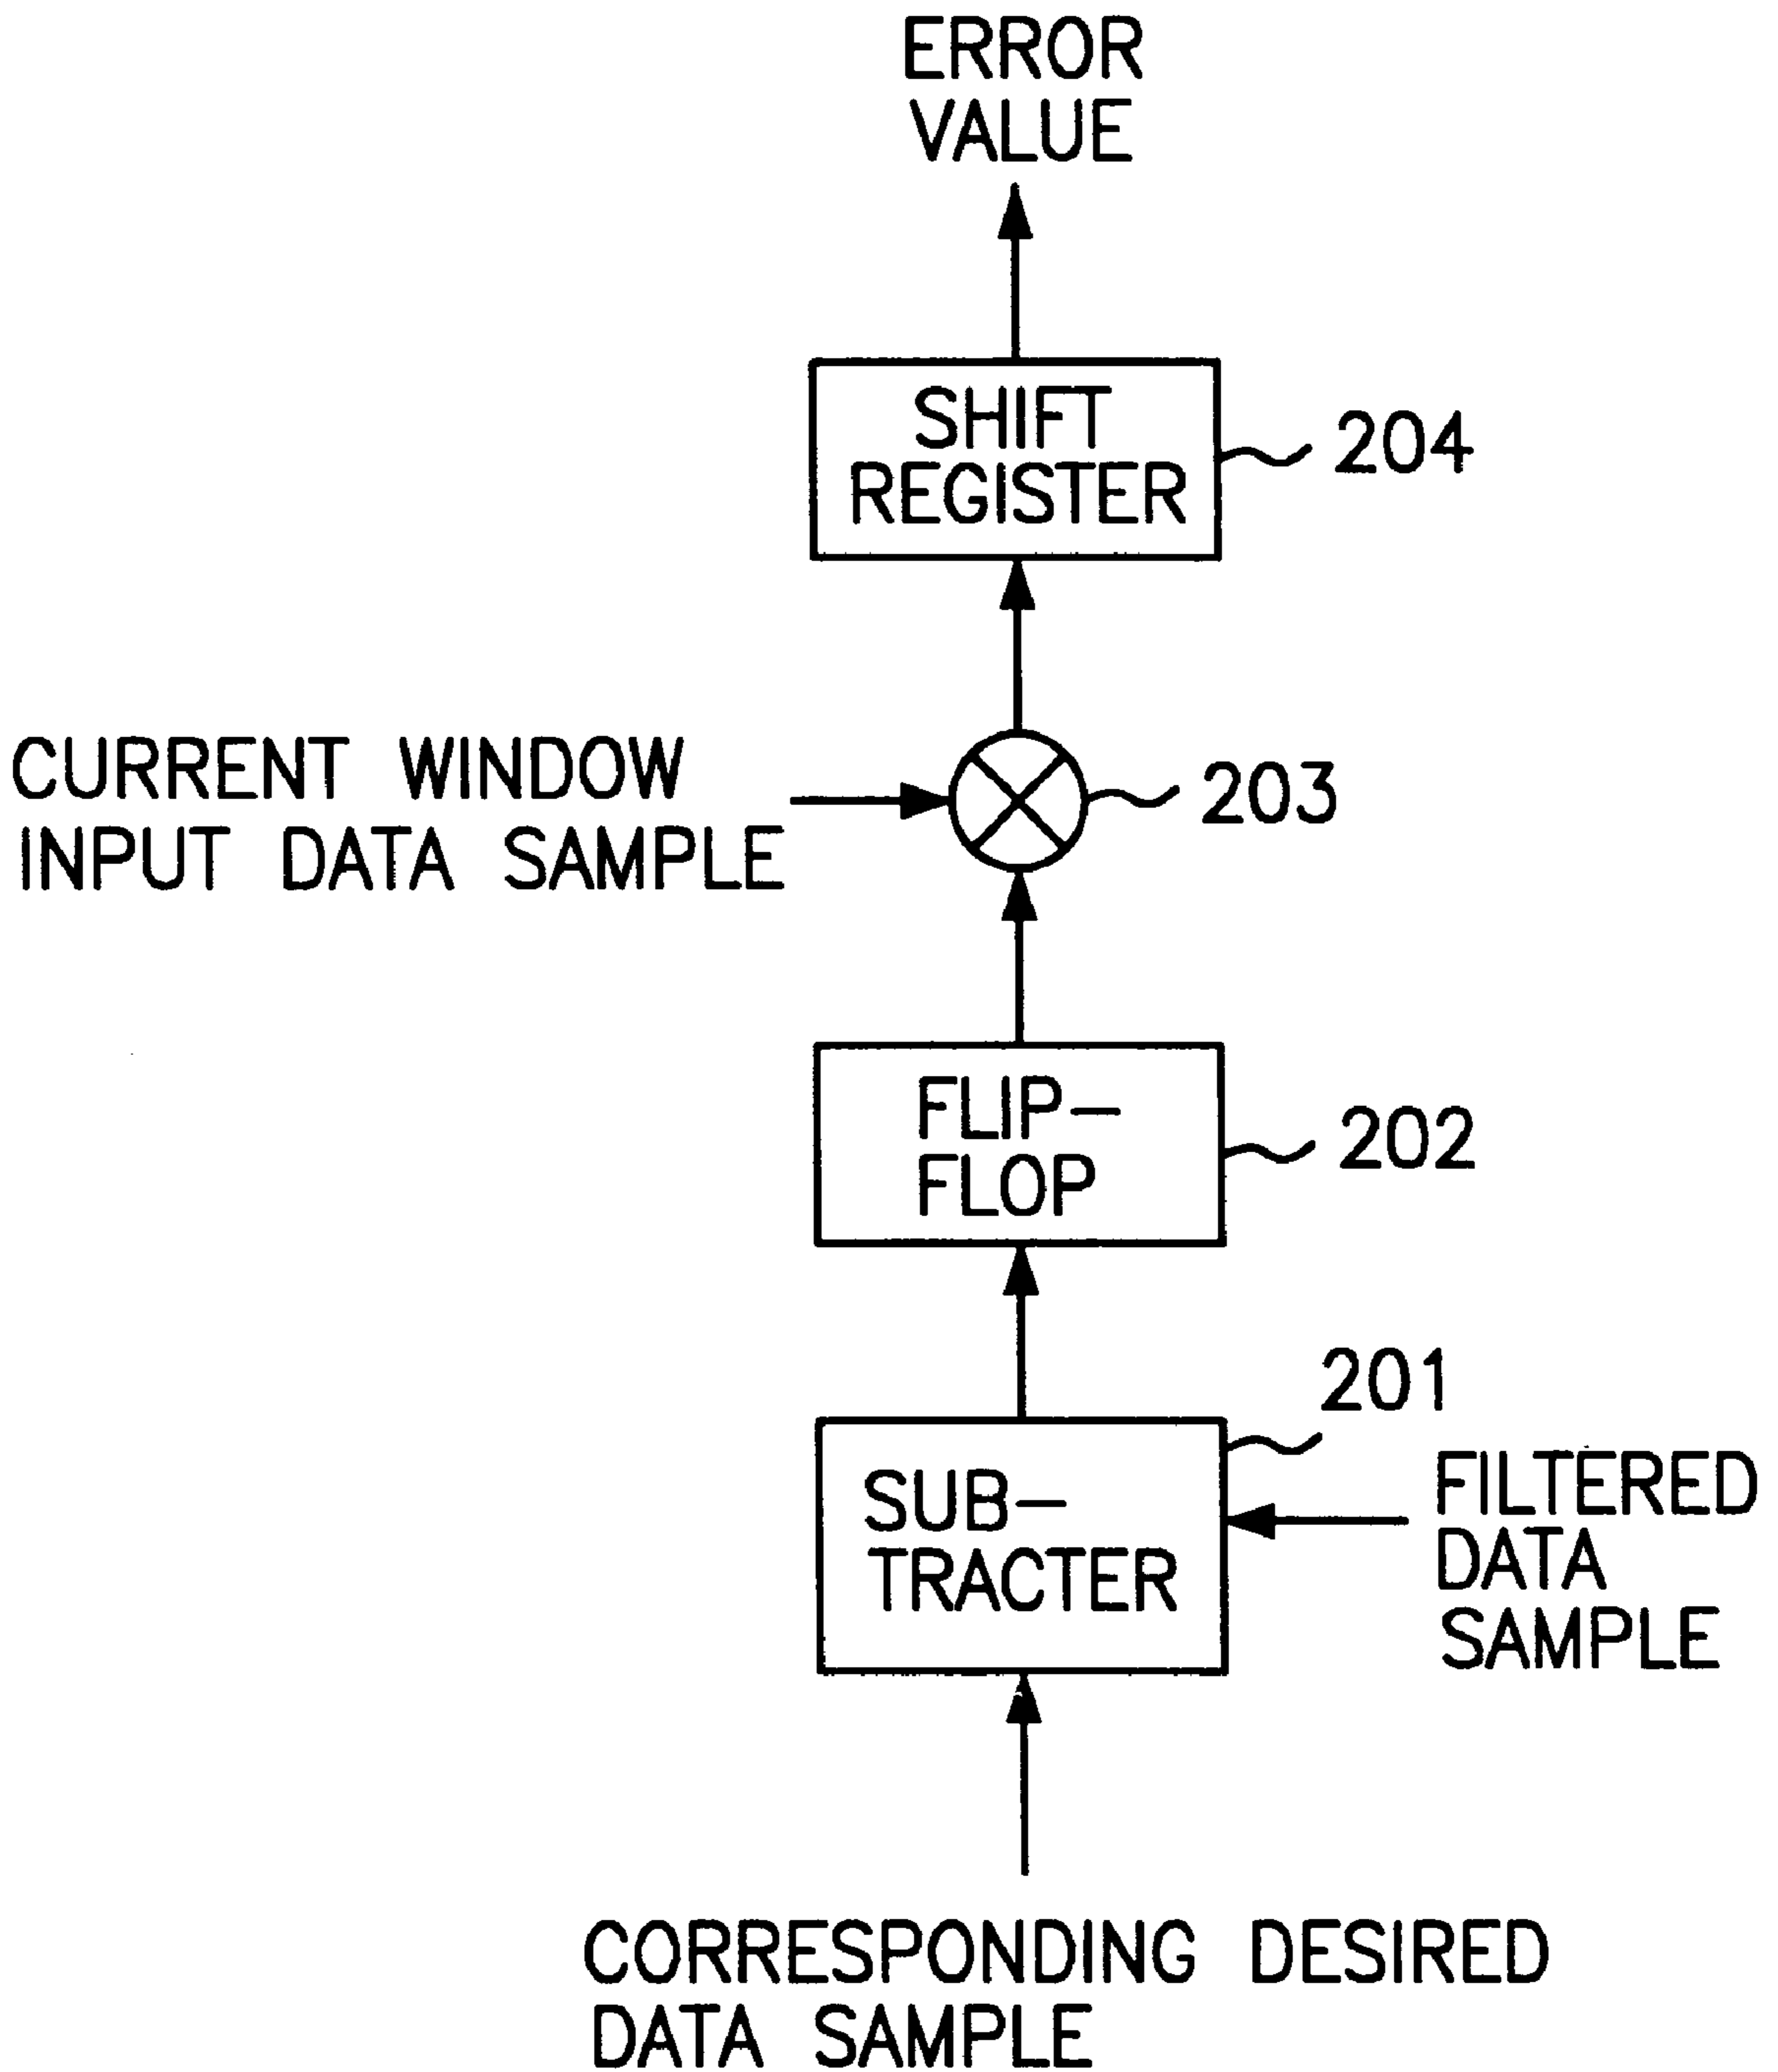 ERROR
VALUE
SHIFT
REGISTER
204
CURRENT WINDOW
INPUT DATA SAMPLE
203
FLIP-
FLOP
202
201
SUB-
TRACTER
FILTERED
DATA
SAMPLE
CORRESPONDING DESIRED
DATA SAMPLE